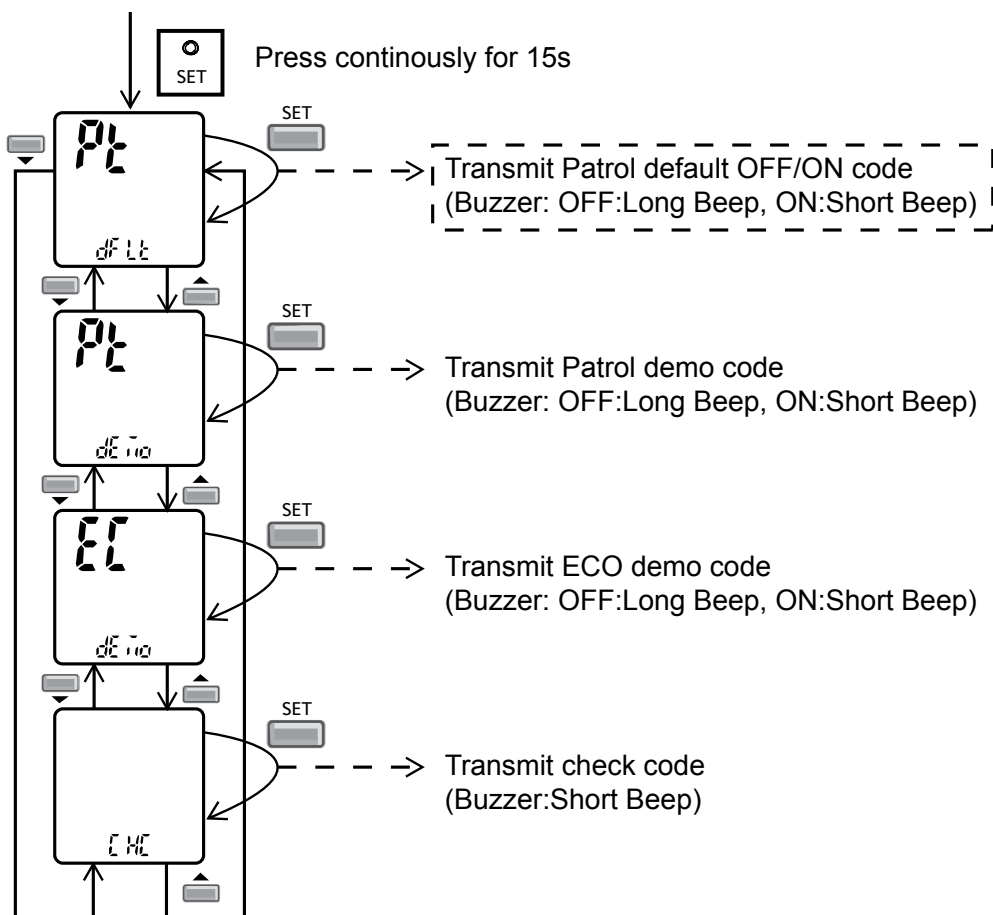 SET
Press continously for 15s
Pt
dFLt
SET
Transmit Patrol default OFF/ON code
(Buzzer: OFF:Long Beep, ON:Short Beep)
Pt
dEmo
SET
Transmit Patrol demo code
(Buzzer: OFF:Long Beep, ON:Short Beep)
EC
dEmo
SET
Transmit ECO demo code
(Buzzer: OFF:Long Beep, ON:Short Beep)
CHC
SET
Transmit check code
(Buzzer:Short Beep)